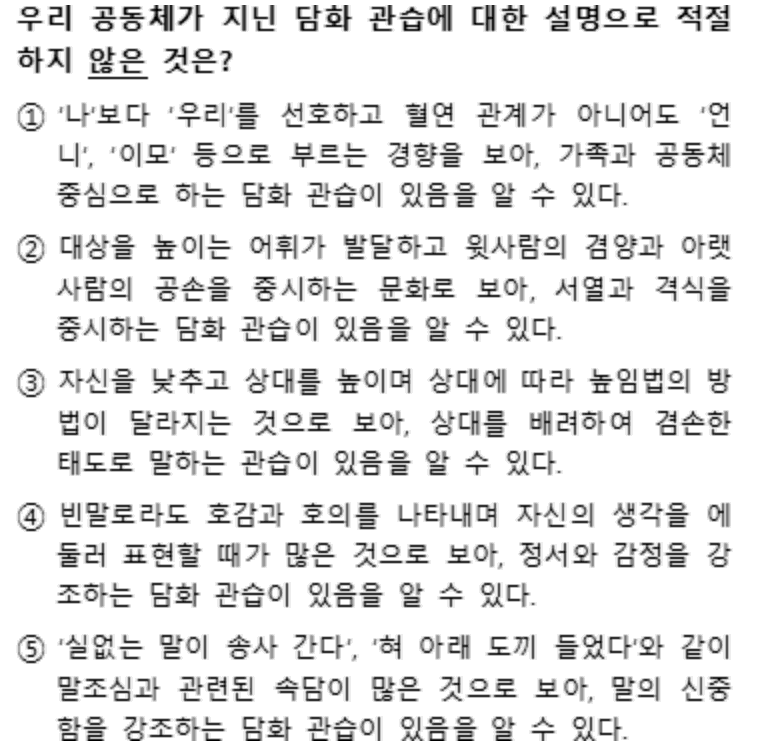 우리 공동체가 지닌 담화 관습에 대한 설명으로 적절
하지 않은 것은?
① '나'보다 '우리'를 선호하고 혈연 관계가 아니어도 '언
니', '이모' 등으로 부르는 경향을 보아, 가족과 공동체
중심으로 하는 담화 관습이 있음을 알 수 있다.
② 대상을 높이는 어휘가 발달하고 윗사람의 겸양과 아랫
사람의 공손을 중시하는 문화로 보아, 서열과 격식을
중시하는 담화 관습이 있음을 알 수 있다.
③ 자신을 낮추고 상대를 높이며 상대에 따라 높임법의 방
법이 달라지는 것으로 보아, 상대를 배려하여 겸손한
태도로 말하는 관습이 있음을 알 수 있다.
④ 빈말로라도 호감과 호의를 나타내며 자신의 생각을 에
둘러 표현할 때가 많은 것으로 보아, 정서와 감정을 강
조하는 담화 관습이 있음을 알 수 있다.
⑤ '실없는 말이 송사 간다', '혀 아래 도끼 들었다'와 같이
말조심과 관련된 속담이 많은 것으로 보아, 말의 신중
함을 강조하는 담화 관습이 있음을 알 수 있다.